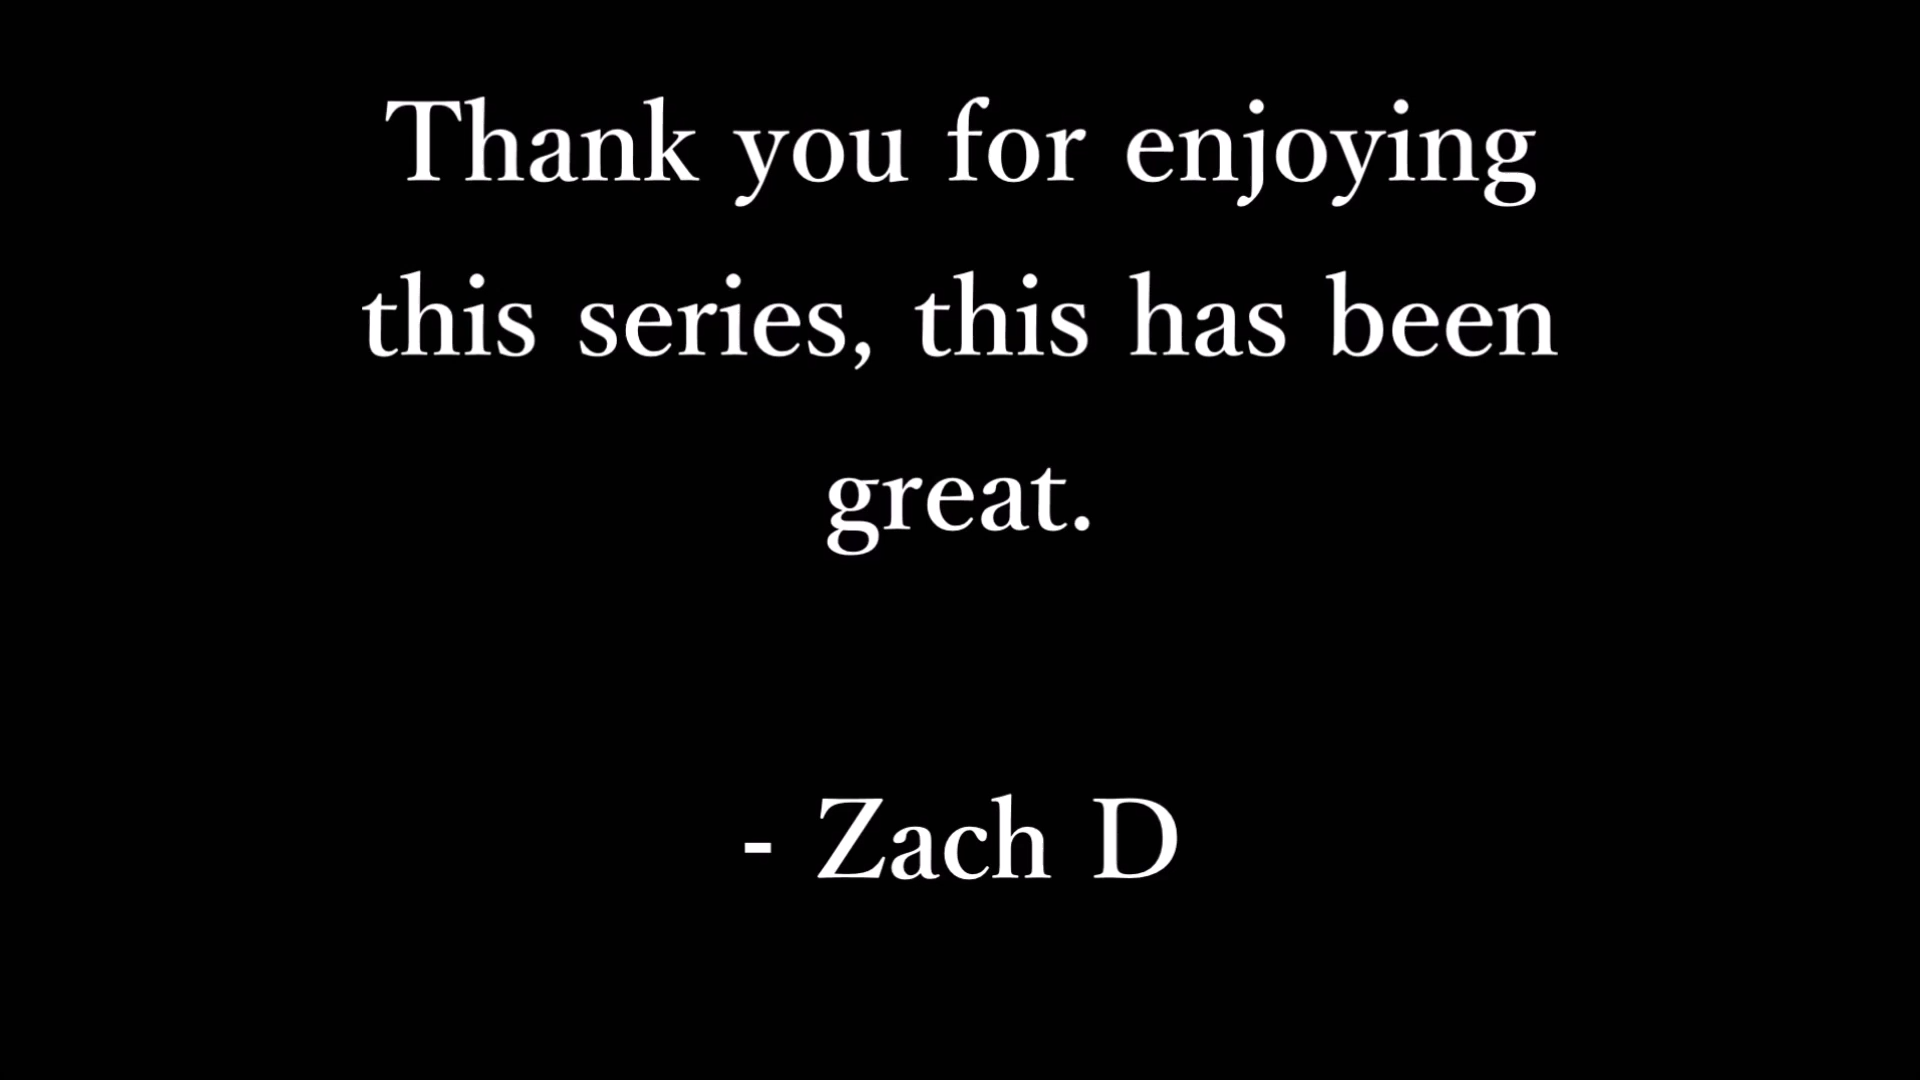 Thank you for enjoying
this series, this has been
great.
- Zach D